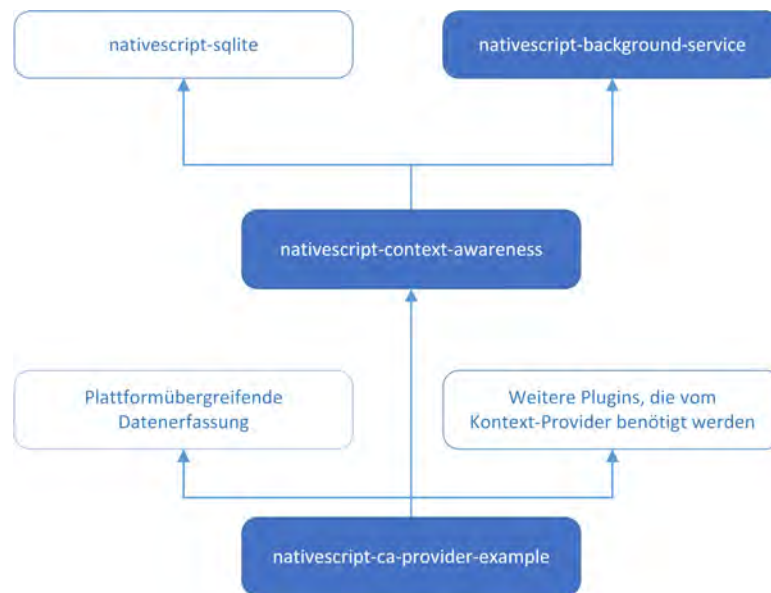 nativescript-sqlite
nativescript-background-service
nativescript-context-awareness
Plattformübergreifende
Datenerfassung
Weitere Plugins, die vom
Kontext-Provider benötigt werden
nativescript-ca-provider-example